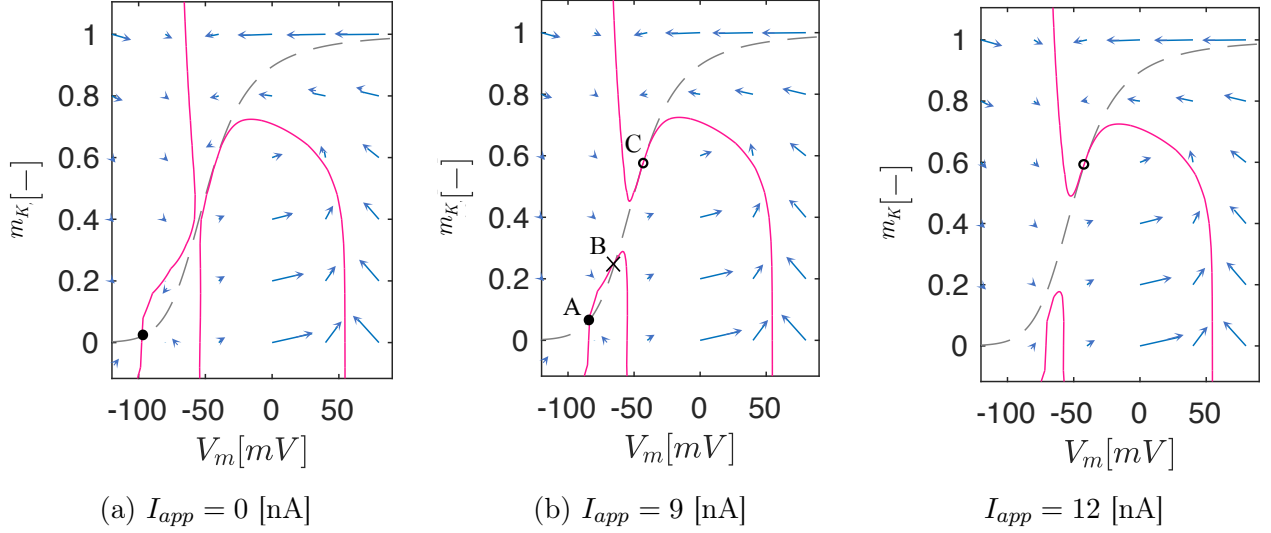 1
0.8
0.6
0.4
0.2
0
m_K, [—]
-100 -50 0 50
V_m[mV]
(a) I_app = 0 [nA]
1
0.8
0.6
0.4
0.2
0
m_K [—]
C
B
A
-100 -50 0 50
V_m[mV]
(b) I_app = 9 [nA]
1
0.8
0.6
0.4
0.2
0
m_K, [—]
-100 -50 0 50
V_m[mV]
I_app = 12 [nA]